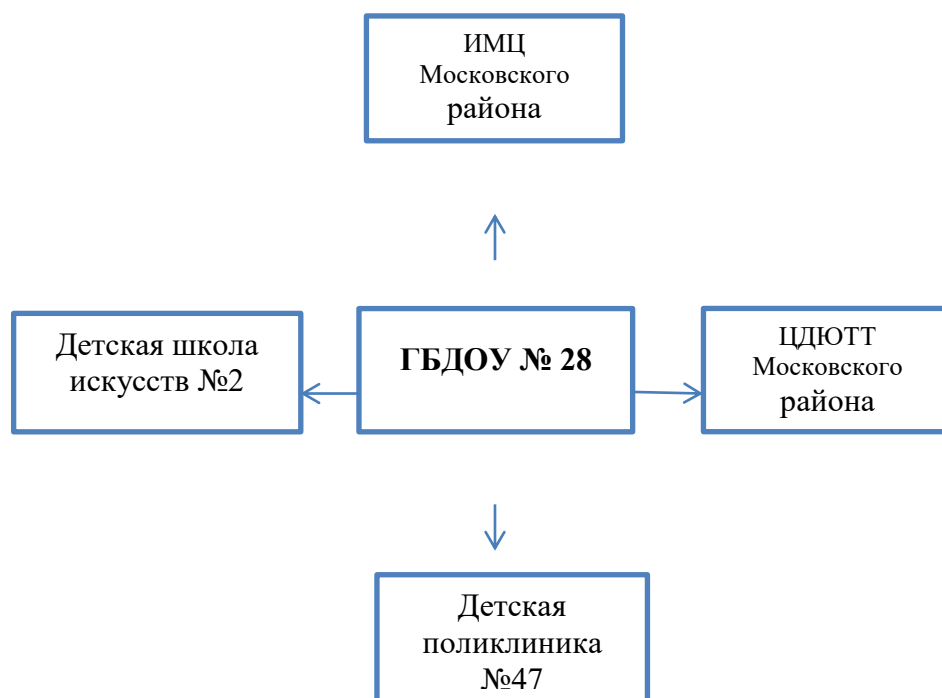 ИМЦ
Московского
района
Детская школа
искусств №2
ГБДОУ № 28
ЦДЮТТ
Московского
района
Детская
поликлиника
№47